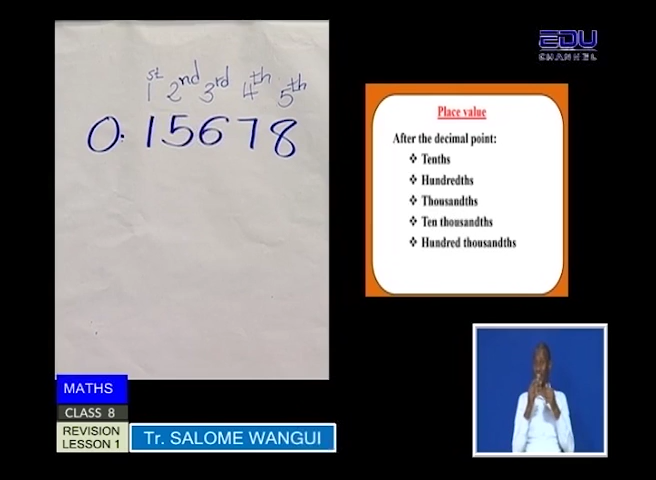 EDU
CHANNEL
1st 2nd 3rd 4th 5th
0.15678
Place value
After the decimal point:
❖ Tenths
❖ Hundredths
❖ Thousandths
❖ Ten thousandths
❖ Hundred thousandths
MATHS
CLASS 8
REVISION
LESSON 1
Tr. SALOME WANGUI